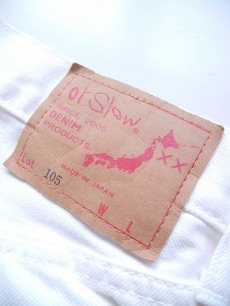 orSlow®
SINCE 2005
DENIM
PRODUCTS.
XX
MADE IN JAPAN
Lot. 105
W L